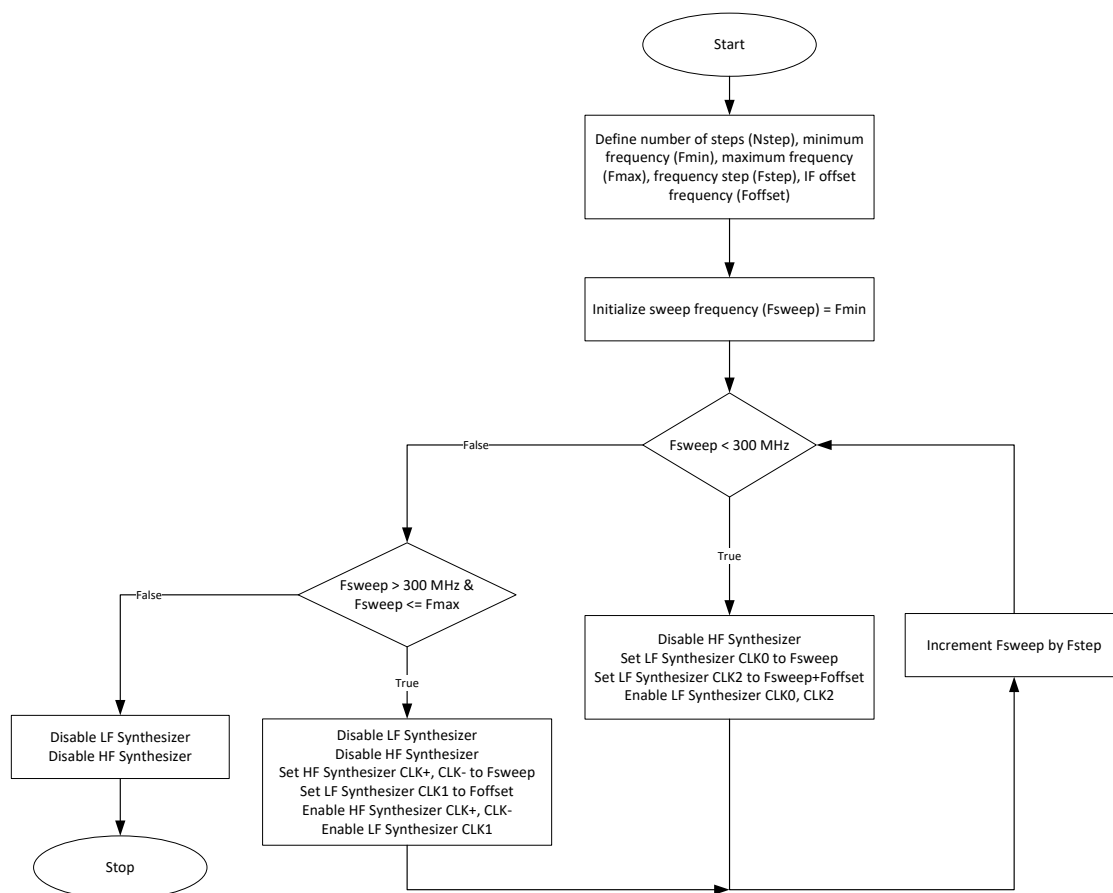 Start
Define number of steps (Nstep), minimum
frequency (Fmin), maximum frequency
(Fmax), frequency step (Fstep), IF offset
frequency (Foffset)
Initialize sweep frequency (Fsweep) = Fmin
Fsweep < 300 MHz
False
True
Fsweep > 300 MHz &
Fsweep <= Fmax
False
True
Disable HF Synthesizer
Set LF Synthesizer CLK0 to Fsweep
Set LF Synthesizer CLK2 to Fsweep+Foffset
Enable LF Synthesizer CLK0, CLK2
Increment Fsweep by Fstep
Disable LF Synthesizer
Disable HF Synthesizer
Disable LF Synthesizer
Disable HF Synthesizer
Set HF Synthesizer CLK+, CLK- to Fsweep
Set LF Synthesizer CLK1 to Foffset
Enable HF Synthesizer CLK+, CLK-
Enable LF Synthesizer CLK1
Stop